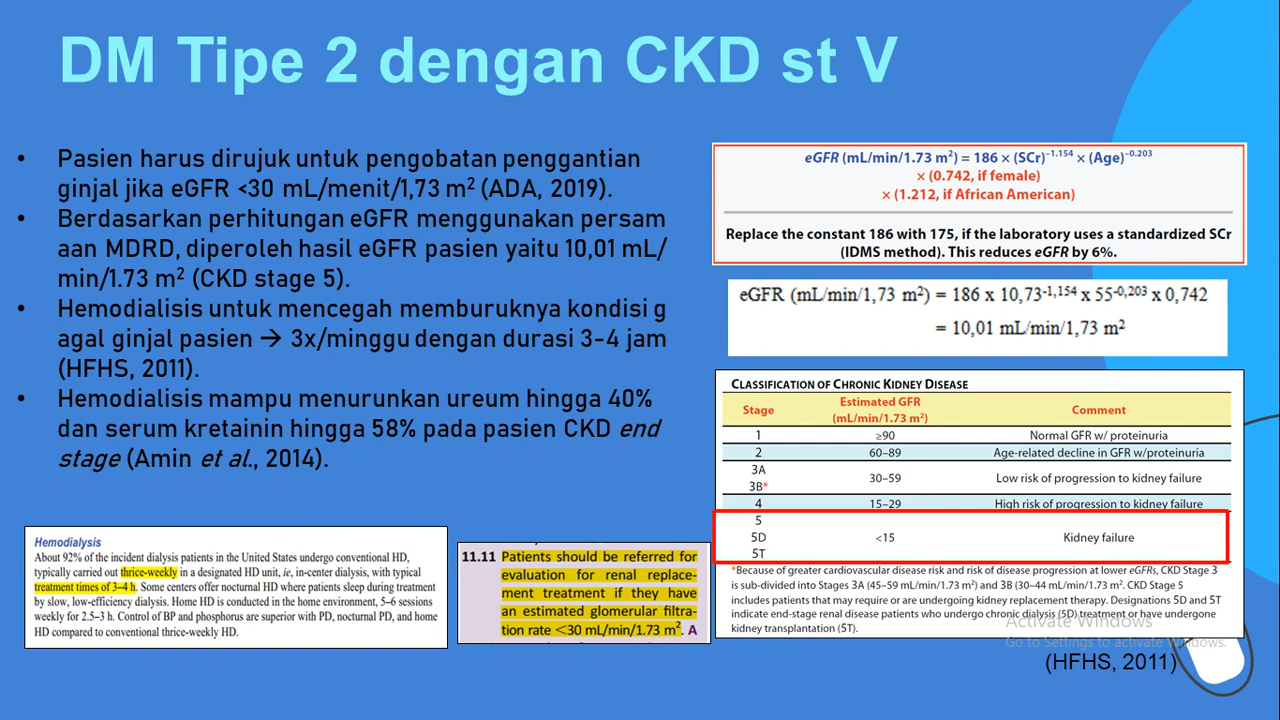 DM Tipe 2 dengan CKD st V
• Pasien harus dirujuk untuk pengobatan penggantian
ginjal jika eGFR <30 mL/menit/1,73 m² (ADA, 2019).
• Berdasarkan perhitungan eGFR menggunakan persam
aan MDRD, diperoleh hasil eGFR pasien yaitu 10,01 mL/
min/1.73 m² (CKD stage 5).
• Hemodialisis untuk mencegah memburuknya kondisi g
agal ginjal pasien → 3x/minggu dengan durasi 3-4 jam
(HFHS, 2011).
• Hemodialisis mampu menurunkan ureum hingga 40%
dan serum kretainin hingga 58% pada pasien CKD end
stage (Amin et al., 2014).
eGFR (mL/min/1.73 m²) = 186 × (SCr)⁻¹·¹⁵⁴ × (Age)⁻⁰·²⁰³
× (0.742, if female)
× (1.212, if African American)
Replace the constant 186 with 175, if the laboratory uses a standardized SCr
(IDMS method). This reduces eGFR by 6%.
eGFR (mL/min/1,73 m²) = 186 x 10,73⁻¹,¹⁵⁴ x 55⁻⁰,²⁰³ x 0,742
= 10,01 mL/min/1,73 m²
CLASSIFICATION OF CHRONIC KIDNEY DISEASE
Stage Estimated GFR (mL/min/1.73 m²) Comment
1 ≥90 Normal GFR w/ proteinuria
2 60–89 Age-related decline in GFR w/proteinuria
3A
3B* 30–59 Low risk of progression to kidney failure
4 15–29 High risk of progression to kidney failure
5
5D <15 Kidney failure
5T
*Because of greater cardiovascular disease risk and risk of disease progression at lower eGFRs, CKD Stage 3
is sub-divided into Stages 3A (45–59 mL/min/1.73 m²) and 3B (30–44 mL/min/1.73 m²). CKD Stage 5
includes patients that may require or are undergoing kidney replacement therapy. Designations 5D and 5T
indicate end-stage renal disease patients who undergo chronic dialysis (5D) treatment or have undergone
kidney transplantation (5T).
Hemodialysis
About 92% of the incident dialysis patients in the United States undergo conventional HD,
typically carried out thrice-weekly in a designated HD unit, ie, in-center dialysis, with typical
treatment times of 3–4 h. Some centers offer nocturnal HD where patients sleep during treatment
by slow, low-efficiency dialysis. Home HD is conducted in the home environment, 5–6 sessions
weekly for 2.5–3 h. Control of BP and phosphorus are superior with PD, nocturnal PD, and home
HD compared to conventional thrice-weekly HD.
11.11 Patients should be referred for
evaluation for renal replace-
ment treatment if they have
an estimated glomerular filtra-
tion rate <30 mL/min/1.73 m². A
Activate Windows
Go to Settings to activate Windows.
(HFHS, 2011)